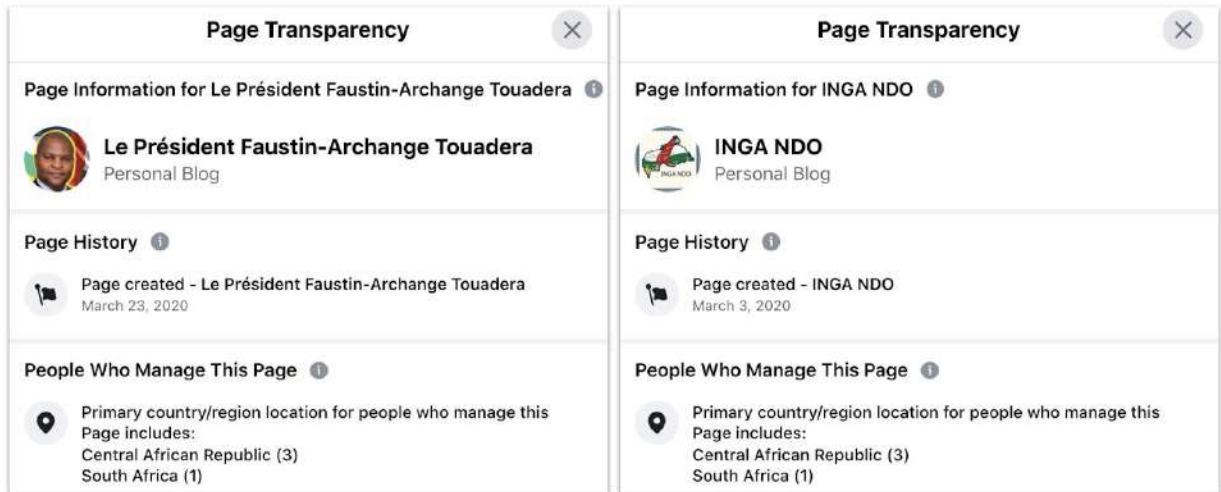 Page Transparency
Page Information for Le Président Faustin-Archange Touadera
Le Président Faustin-Archange Touadera
Personal Blog
Page History
Page created - Le Président Faustin-Archange Touadera
March 23, 2020
People Who Manage This Page
Primary country/region location for people who manage this
Page includes:
Central African Republic (3)
South Africa (1)
Page Transparency
Page Information for INGA NDO
INGA NDO
INGA NDO
Personal Blog
Page History
Page created - INGA NDO
March 3, 2020
People Who Manage This Page
Primary country/region location for people who manage this
Page includes:
Central African Republic (3)
South Africa (1)